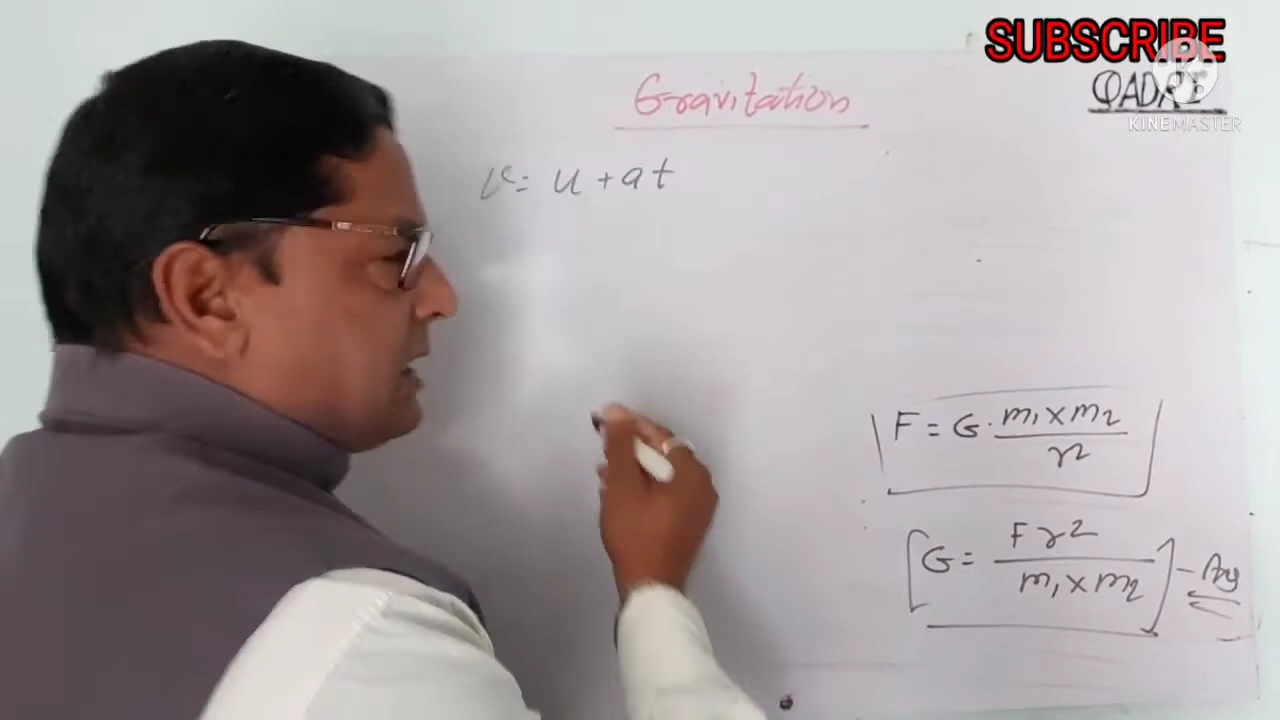 SUBSCRIBE
Gravitation
KINEMASTER
v = u + at
F = G · m₁ × m₂ / r²
G = F r² / m₁ × m₂